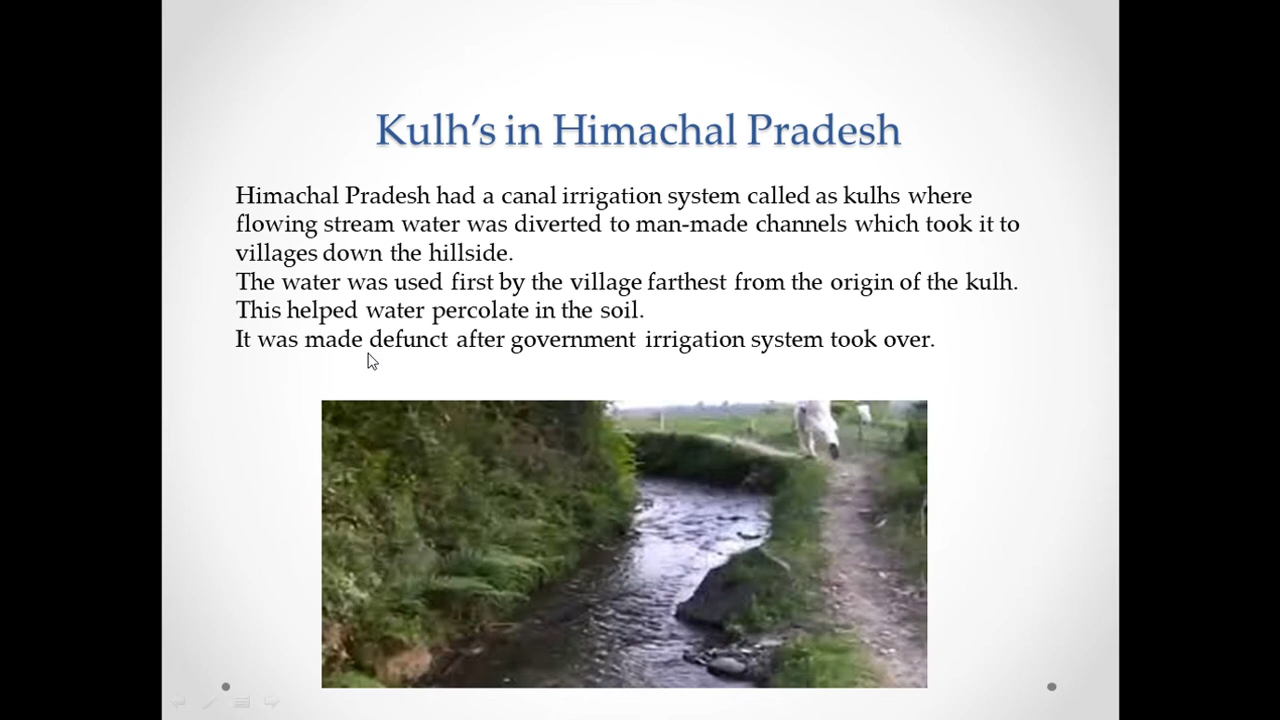 Kulh's in Himachal Pradesh
Himachal Pradesh had a canal irrigation system called as kulhs where
flowing stream water was diverted to man-made channels which took it to
villages down the hillside.
The water was used first by the village farthest from the origin of the kulh.
This helped water percolate in the soil.
It was made defunct after government irrigation system took over.